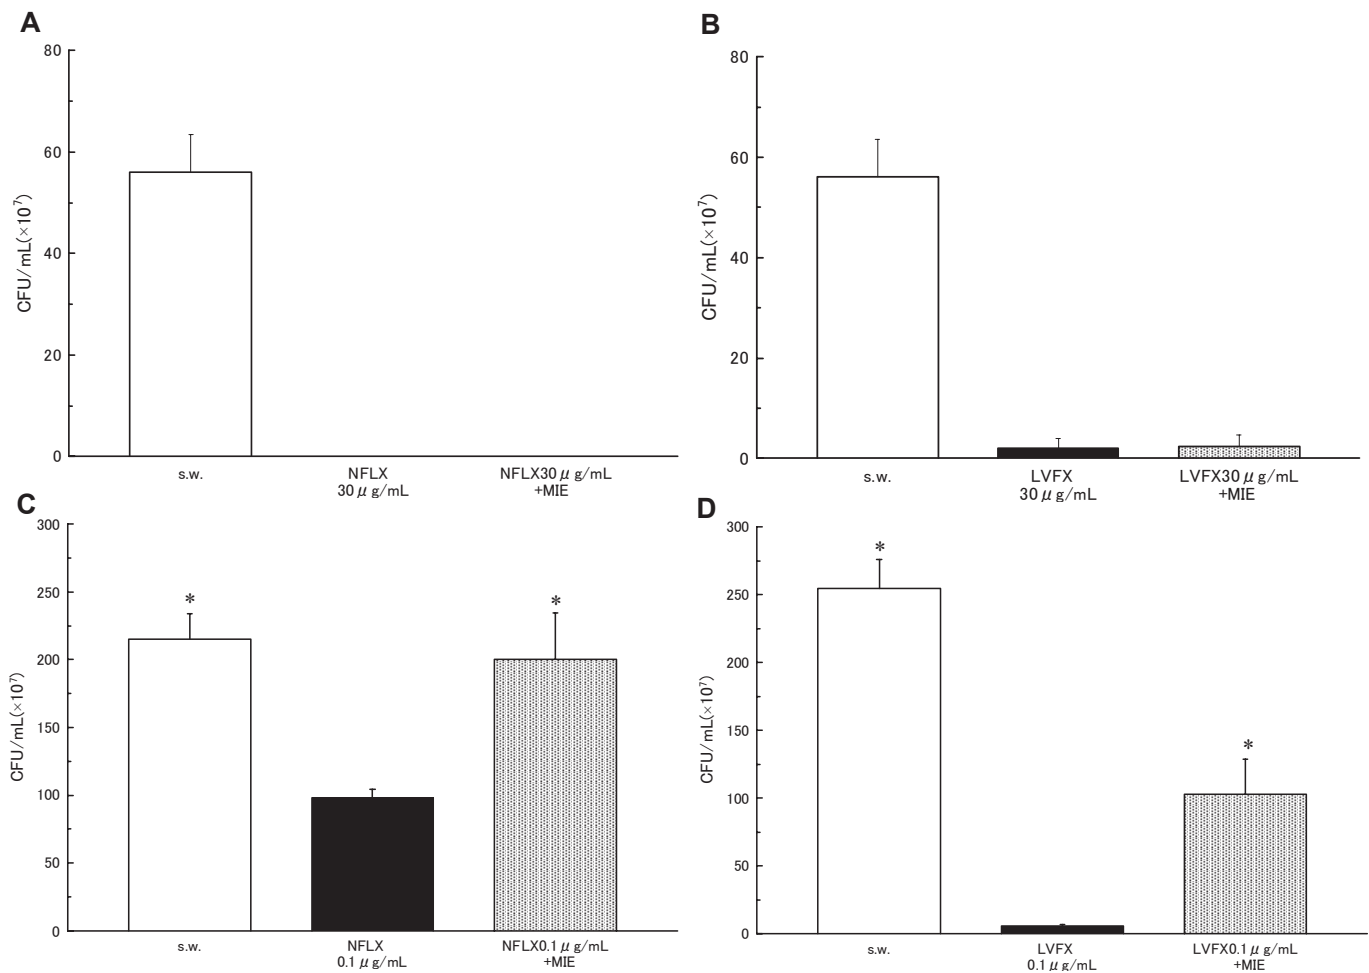 A
80
60
40
20
0
CFU/mL(×10⁷)
s.w.
NFLX
30 μ g/mL
NFLX30 μ g/mL
+MIE
B
80
60
40
20
0
CFU/mL(×10⁷)
s.w.
LVFX
30 μ g/mL
LVFX30 μ g/mL
+MIE
C
300
250
200
150
100
50
0
CFU/mL(×10⁷)
*
*
s.w.
NFLX
0.1 μ g/mL
NFLX0.1 μ g/mL
+MIE
D
300
250
200
150
100
50
0
CFU/mL(×10⁷)
*
*
s.w.
LVFX
0.1 μ g/mL
LVFX0.1 μ g/mL
+MIE